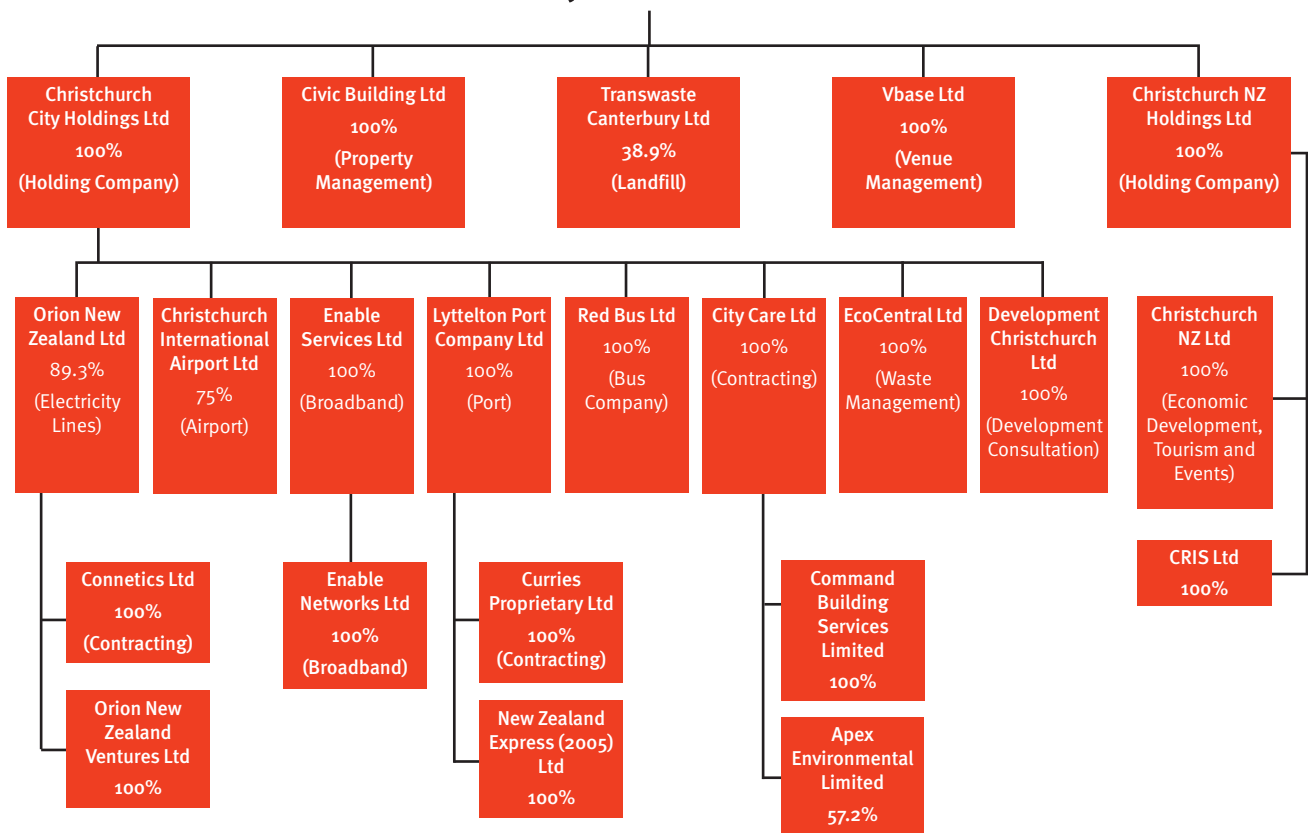 Christchurch
City Holdings Ltd
100%
(Holding Company)
Civic Building Ltd
100%
(Property
Management)
Transwaste
Canterbury Ltd
38.9%
(Landfill)
Vbase Ltd
100%
(Venue
Management)
Christchurch NZ
Holdings Ltd
100%
(Holding Company)
Orion New
Zealand Ltd
89.3%
(Electricity
Lines)
Christchurch
International
Airport Ltd
75%
(Airport)
Enable
Services Ltd
100%
(Broadband)
Lyttelton Port
Company Ltd
100%
(Port)
Red Bus Ltd
100%
(Bus
Company)
City Care Ltd
100%
(Contracting)
EcoCentral Ltd
100%
(Waste
Management)
Development
Christchurch
Ltd
100%
(Development
Consultation)
Christchurch
NZ Ltd
100%
(Economic
Development,
Tourism and
Events)
Connetics Ltd
100%
(Contracting)
Orion New
Zealand
Ventures Ltd
100%
Enable
Networks Ltd
100%
(Broadband)
Curries
Proprietary Ltd
100%
(Contracting)
New Zealand
Express (2005)
Ltd
100%
Command
Building
Services
Limited
100%
Apex
Environmental
Limited
57.2%
CRIS Ltd
100%